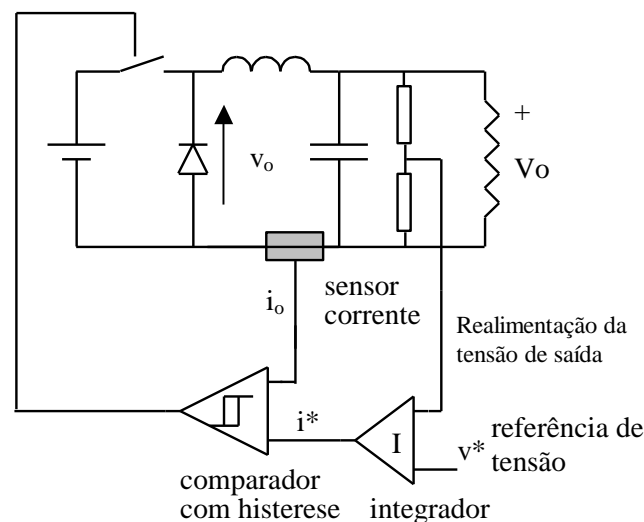 +
vₒ
Vo
iₒ
sensor
corrente
Realimentação da
tensão de saída
i*
I
v*
referência de
tensão
comparador
com histerese
integrador